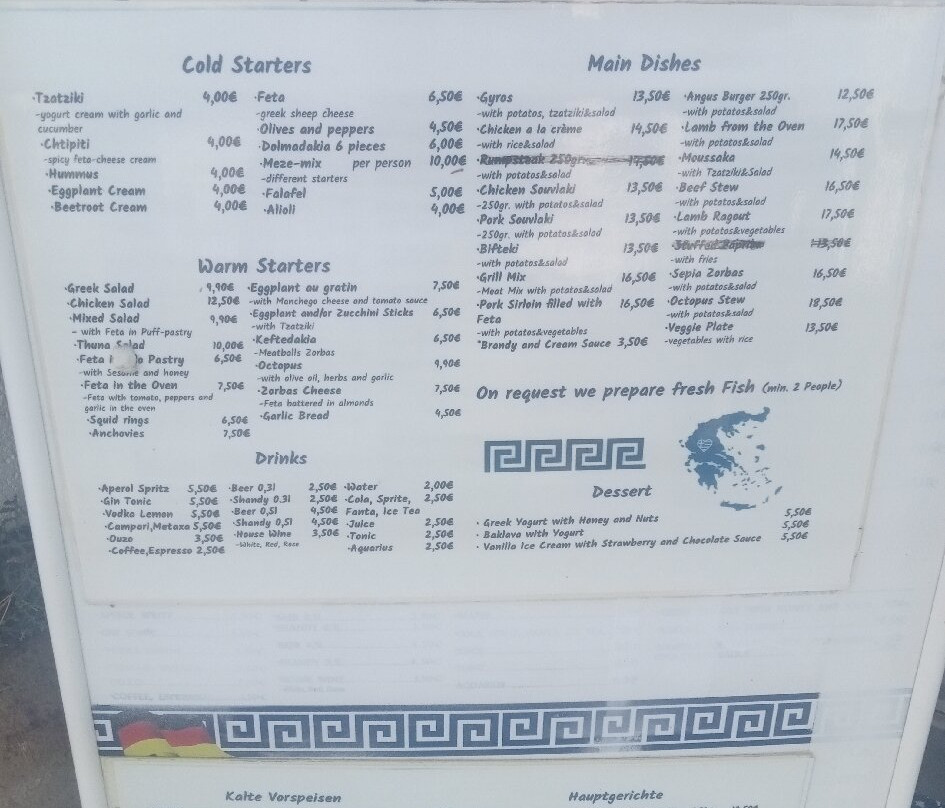 Cold Starters
·Tzatziki 4,00€
-yogurt cream with garlic and
cucumber
·Chtipiti 4,00€
-spicy feta-cheese cream
·Hummus 4,00€
·Eggplant Cream 4,00€
·Beetroot Cream 4,00€
·Feta 6,50€
-greek sheep cheese
·Olives and peppers 4,50€
·Dolmadakia 6 pieces 6,00€
·Meze-mix per person 10,00€
-different starters
·Falafel 5,00€
·Alioli 4,00€
Warm Starters
·Greek Salad 9,90€
·Chicken Salad 12,50€
·Mixed Salad 9,90€
- with Feta in Puff-pastry
·Thuna Salad 10,00€
·Feta Pastry 6,50€
-with Sesame and honey
·Feta in the Oven 7,50€
-Feta with tomato, peppers and
garlic in the oven
·Squid rings 6,50€
·Anchovies 7,50€
·Eggplant au gratin 7,50€
-with Manchego cheese and tomato sauce
·Eggplant and/or Zucchini Sticks 6,50€
-with Tzatziki
·Keftedakia 6,50€
-Meatballs Zorbas
·Octopus 9,90€
-with olive oil, herbs and garlic
·Zorbas Cheese 7,50€
-Feta battered in almonds
·Garlic Bread 4,50€
Drinks
·Aperol Spritz 5,50€
·Gin Tonic 5,50€
·Vodka Lemon 5,50€
·Campari,Metaxa 5,50€
·Ouzo 3,50€
·Coffee,Espresso 2,50€
·Beer 0,3l 2,50€
·Shandy 0.3l 2,50€
·Beer 0,5l 4,50€
·Shandy 0,5l 4,50€
·House Wine 3,50€
-White, Red, Rose
·Water 2,00€
·Cola, Sprite, 2,50€
Fanta, Ice Tea
·Juice 2,50€
·Tonic 2,50€
·Aquarius 2,50€
Main Dishes
·Gyros 13,50€
-with potatos, tzatziki&salad
·Chicken a la crème 14,50€
-with rice&salad
·Rumpsteak 250gr. 17,50€
-with potatos&salad
·Chicken Souvlaki 13,50€
-250gr. with potatos&salad
·Pork Souvlaki 13,50€
-250gr. with potatos&salad
·Bifteki 13,50€
-with potatos&salad
·Grill Mix 16,50€
-Meat Mix with potatos&salad
·Pork Sirloin filled with 16,50€
Feta
-with potatos&vegetables
*Brandy and Cream Sauce 3,50€
·Angus Burger 250gr. 12,50€
-with potatos&salad
·Lamb from the Oven 17,50€
-with potatos&salad
·Moussaka 14,50€
-with Tzatziki&Salad
·Beef Stew 16,50€
-with potatos&salad
·Lamb Ragout 17,50€
-with potatos&vegetables
13,50€
-with fries
·Sepia Zorbas 16,50€
-with potatos&salad
·Octopus Stew 18,50€
-with potatos&salad
·Veggie Plate 13,50€
-vegetables with rice
On request we prepare fresh Fish (min. 2 People)
Dessert
· Greek Yogurt with Honey and Nuts 5,50€
· Baklava with Yogurt 5,50€
· Vanilla Ice Cream with Strawberry and Chocolate Sauce 5,50€
Kalte Vorspeisen
Hauptgerichte